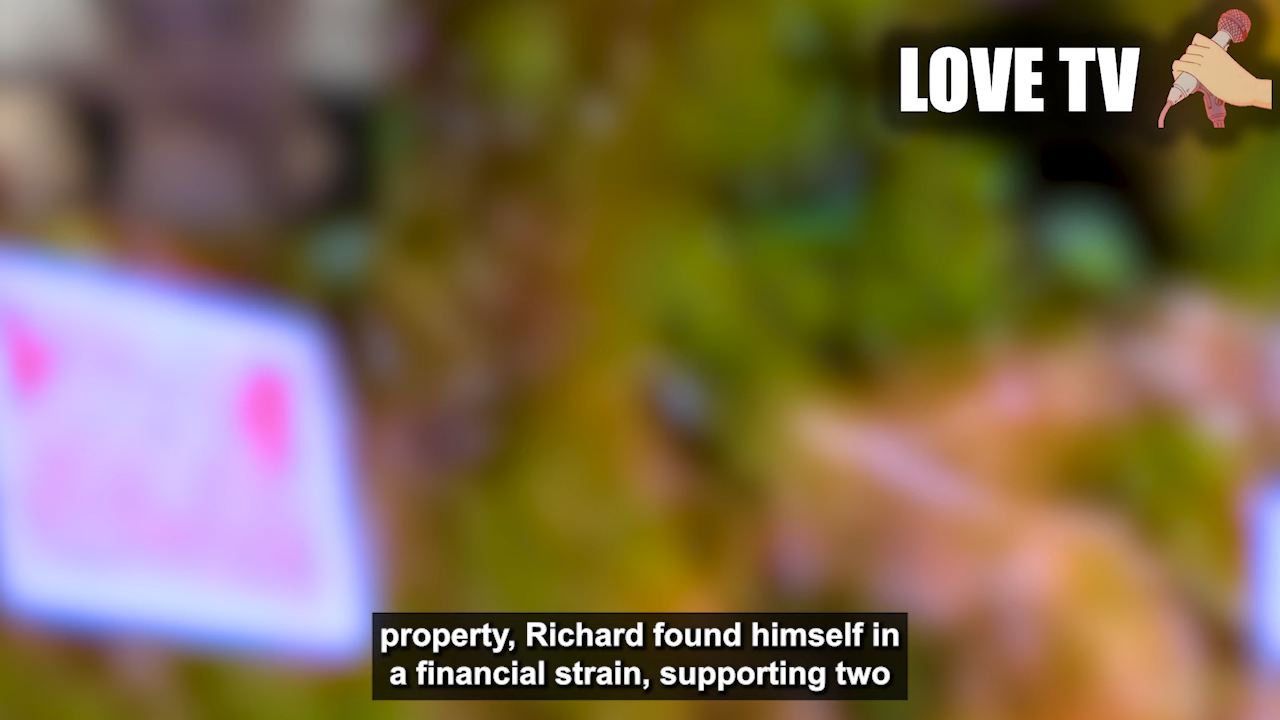 LOVE TV
property, Richard found himself in
a financial strain, supporting two